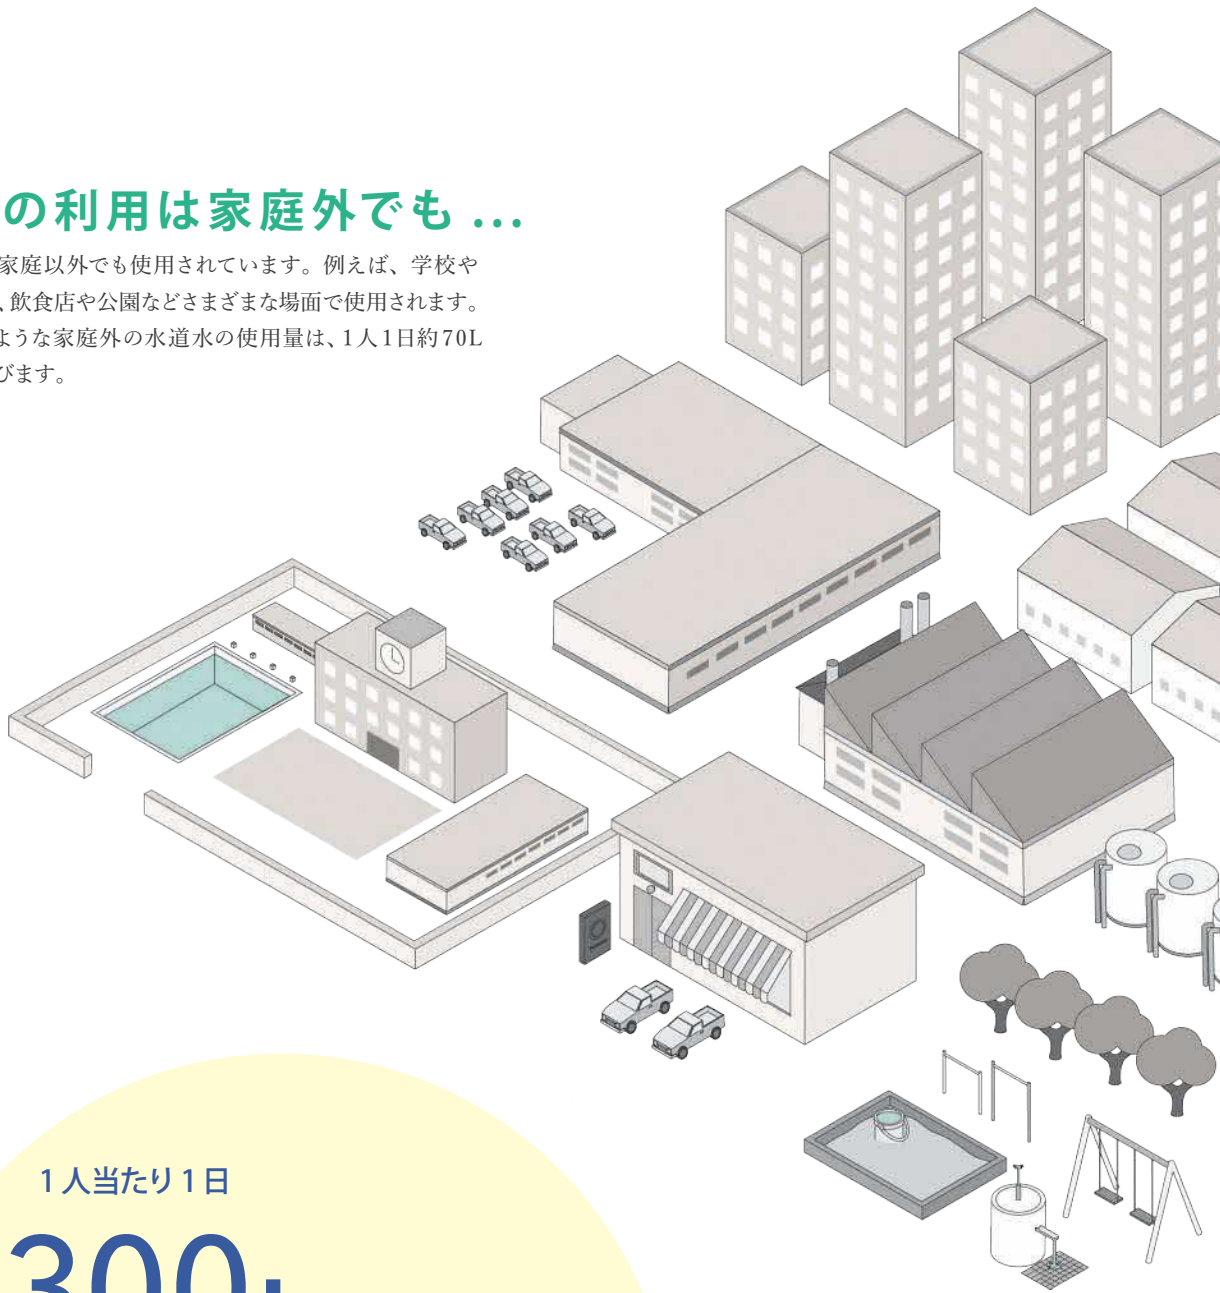 の利用は家庭外でも …
家庭以外でも使用されています。例えば、学校や
、飲食店や公園などさまざまな場面で使用されます。
ような家庭外の水道水の使用量は、1人1日約70L
びます。
1人当たり1日
300